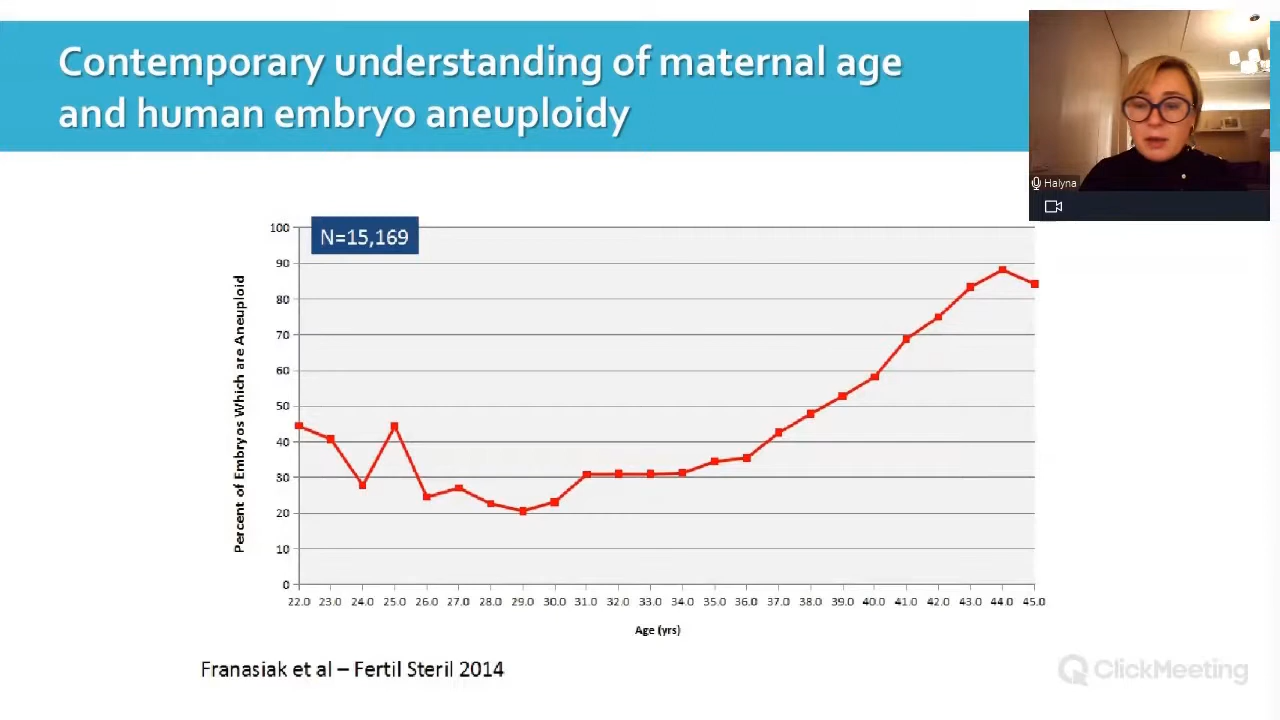 Contemporary understanding of maternal age
and human embryo aneuploidy
Halyna
N=15,169
Percent of Embryos Which are Aneuploid
100
90
80
70
60
50
40
30
20
10
0
22.0 23.0 24.0 25.0 26.0 27.0 28.0 29.0 30.0 31.0 32.0 33.0 34.0 35.0 36.0 37.0 38.0 39.0 40.0 41.0 42.0 43.0 44.0 45.0
Age (yrs)
Franasiak et al – Fertil Steril 2014
ClickMeeting